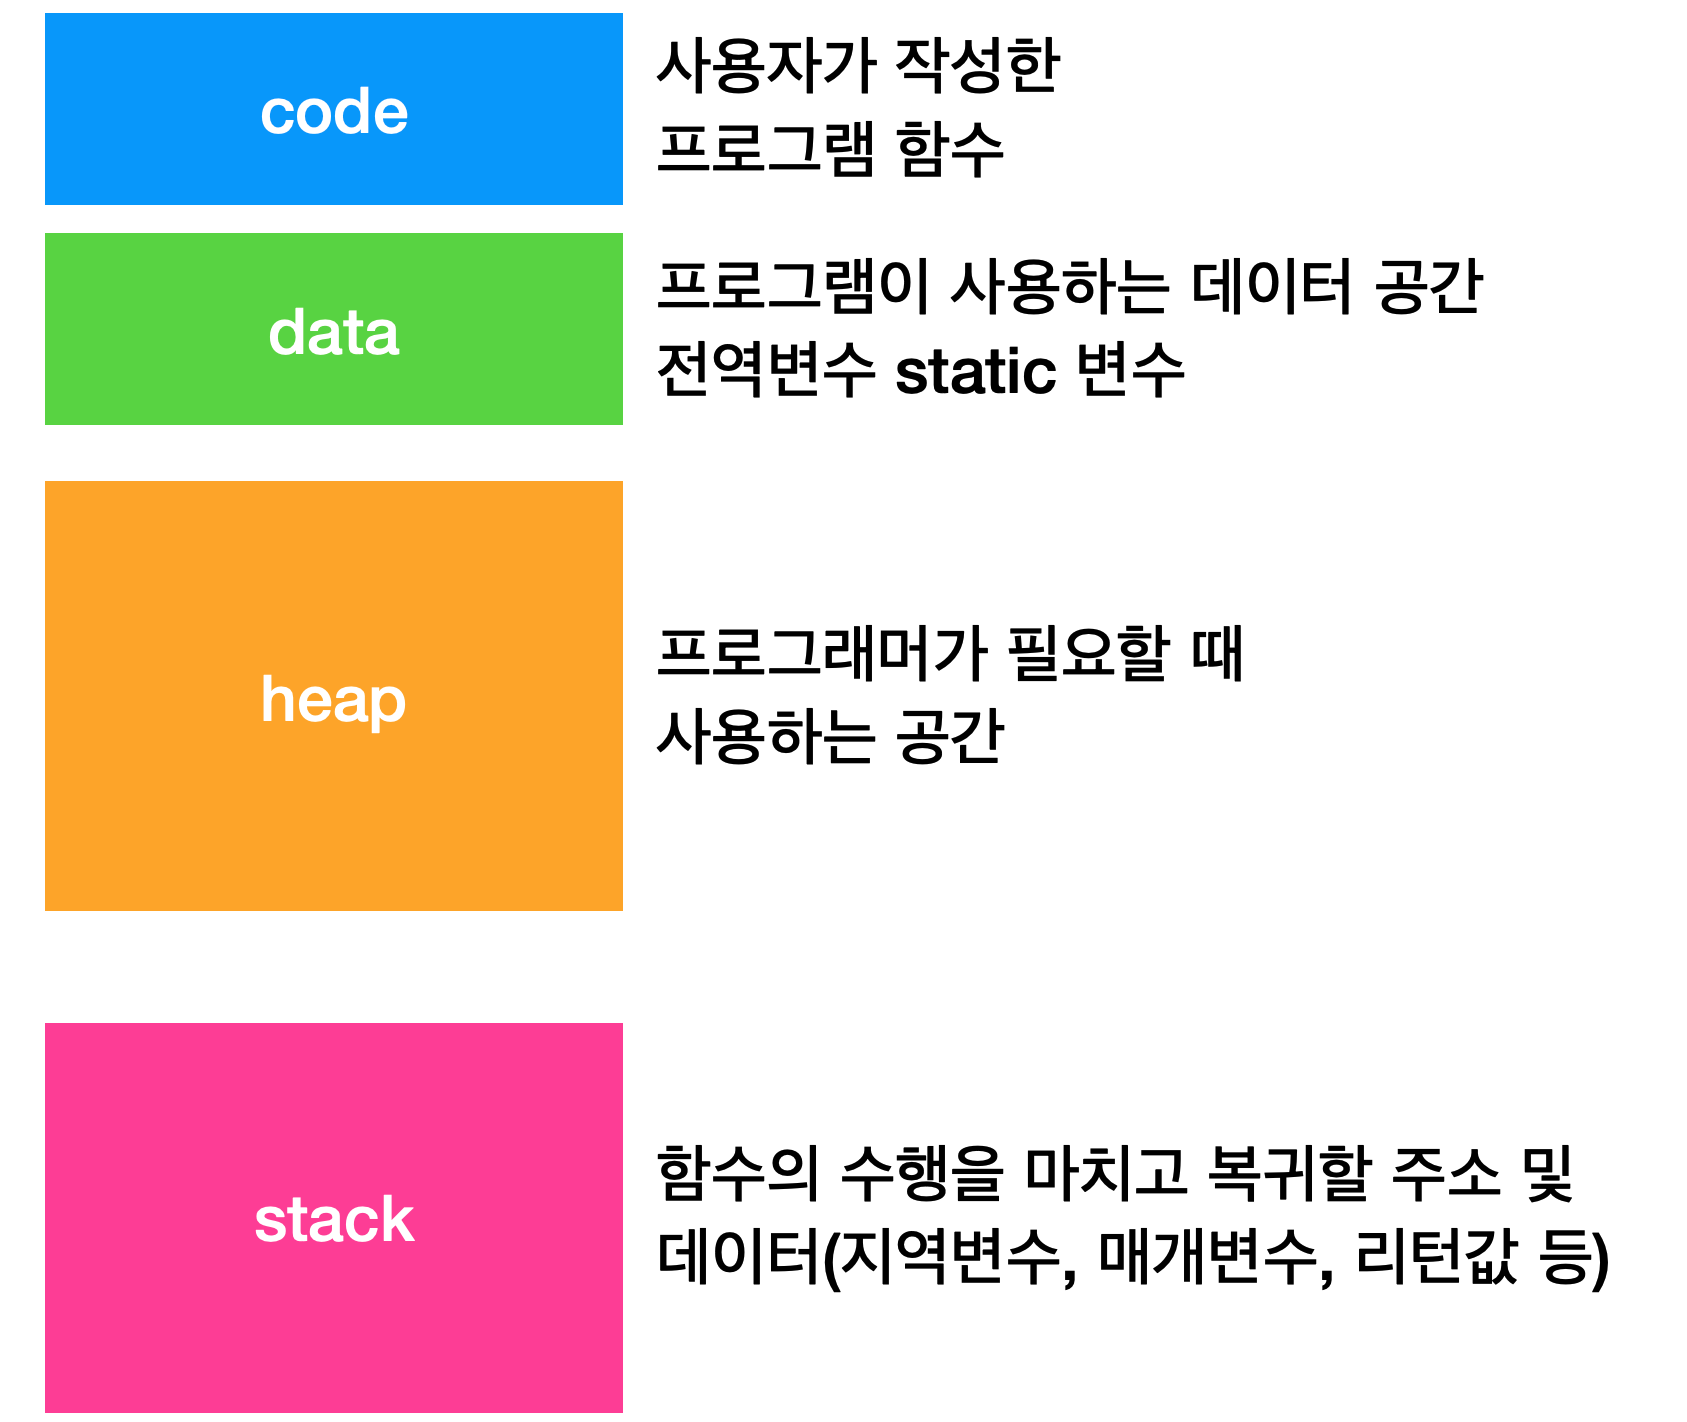 code
사용자가 작성한
프로그램 함수
data
프로그램이 사용하는 데이터 공간
전역변수 static 변수
heap
프로그래머가 필요할 때
사용하는 공간
stack
함수의 수행을 마치고 복귀할 주소 및
데이터(지역변수, 매개변수, 리턴값 등)